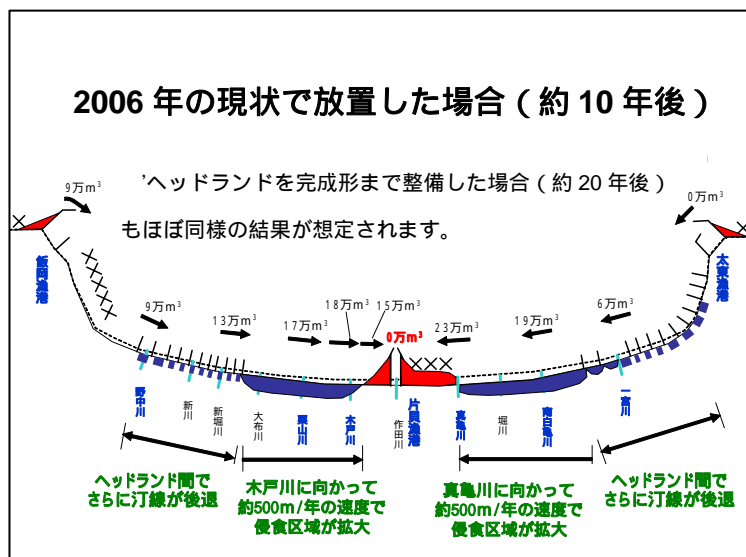 2006 年の現状で放置した場合（約 10 年後）
'ヘッドランドを完成形まで整備した場合（約 20 年後）
もほぼ同様の結果が想定されます。
9万m³
0万m³
飯岡漁港
太東漁港
9万m³
13万m³
17万m³
18万m³
15万m³
0万m³
23万m³
19万m³
6万m³
野中川
新川
新堀川
大布川
栗山川
木戸川
作田川
片貝漁港
真亀川
堀川
南白亀川
一宮川
ヘッドランド間で
さらに汀線が後退
木戸川に向かって
約500m/年の速度で
侵食区域が拡大
真亀川に向かって
約500m/年の速度で
侵食区域が拡大
ヘッドランド間で
さらに汀線が後退